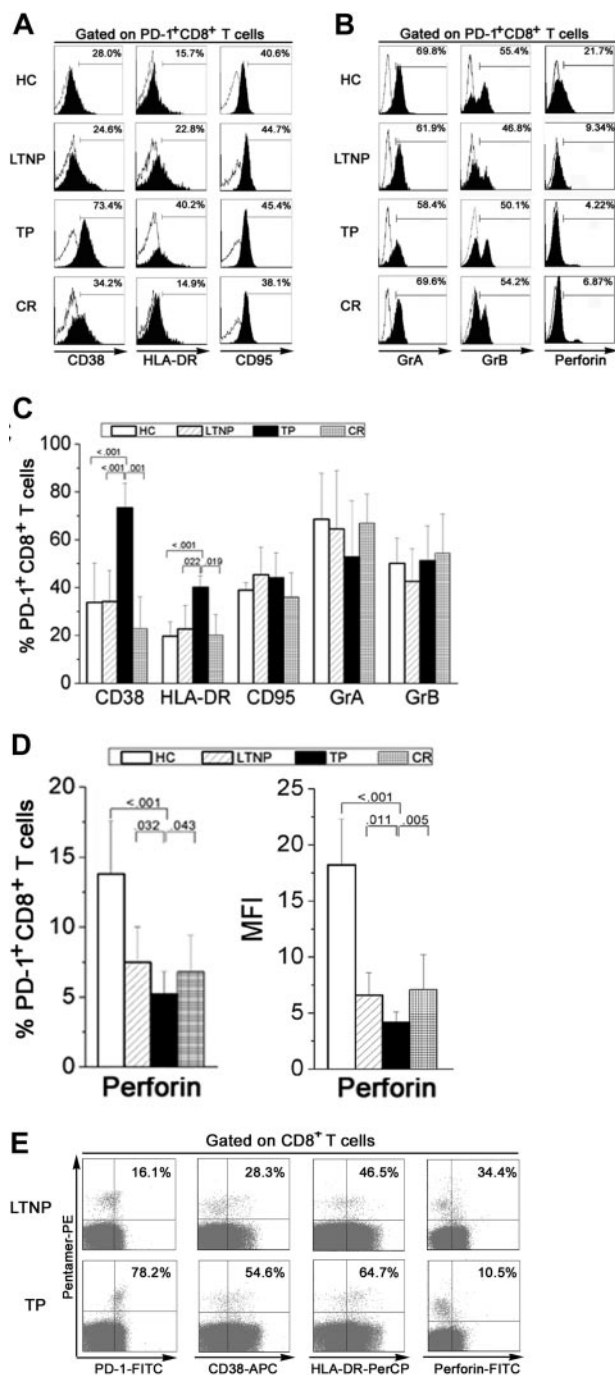 A
Gated on PD-1⁺CD8⁺ T cells
HC
28.0% 15.7% 40.6%
LTNP
24.6% 22.8% 44.7%
TP
73.4% 40.2% 45.4%
CR
34.2% 14.9% 38.1%
CD38 HLA-DR CD95
B
Gated on PD-1⁺CD8⁺ T cells
HC
69.8% 55.4% 21.7%
LTNP
61.9% 46.8% 9.34%
TP
58.4% 50.1% 4.22%
CR
69.6% 54.2% 6.87%
GrA GrB Perforin
C
HC LTNP TP CR
% PD-1⁺CD8⁺ T cells
100
80
60
40
20
0
<.001
<.001 .001
<.001
.022 .019
CD38 HLA-DR CD95 GrA GrB
D
HC LTNP TP CR
% PD-1⁺CD8⁺ T cells
20
15
10
5
0
<.001
.032 .043
Perforin
MFI
25
20
15
10
5
0
<.001
.011 .005
Perforin
E
Gated on CD8⁺ T cells
Pentamer-PE
LTNP
16.1% 28.3% 46.5% 34.4%
TP
78.2% 54.6% 64.7% 10.5%
PD-1-FITC CD38-APC HLA-DR-PerCP Perforin-FITC